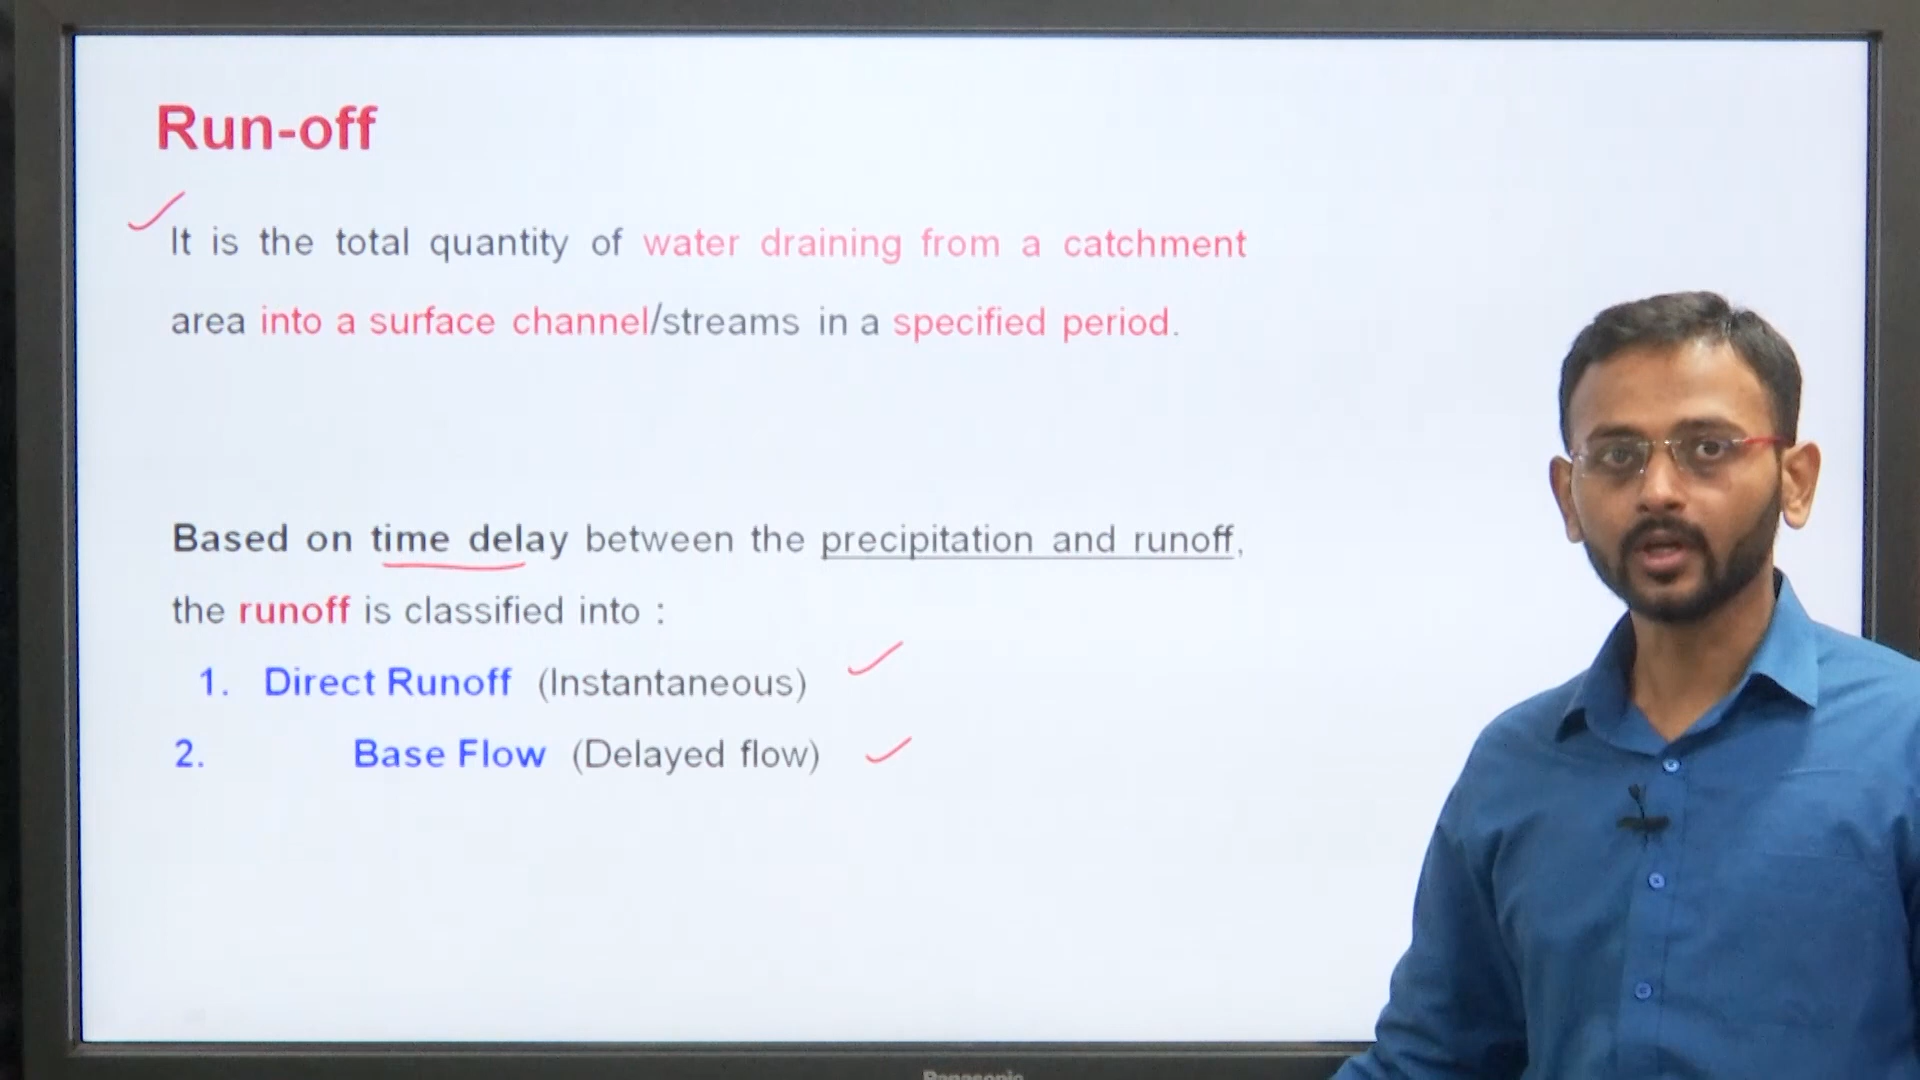 Run-off
It is the total quantity of water draining from a catchment
area into a surface channel/streams in a specified period.
Based on time delay between the precipitation and runoff,
the runoff is classified into :
1. Direct Runoff (Instantaneous)
2. Base Flow (Delayed flow)
Panasonic